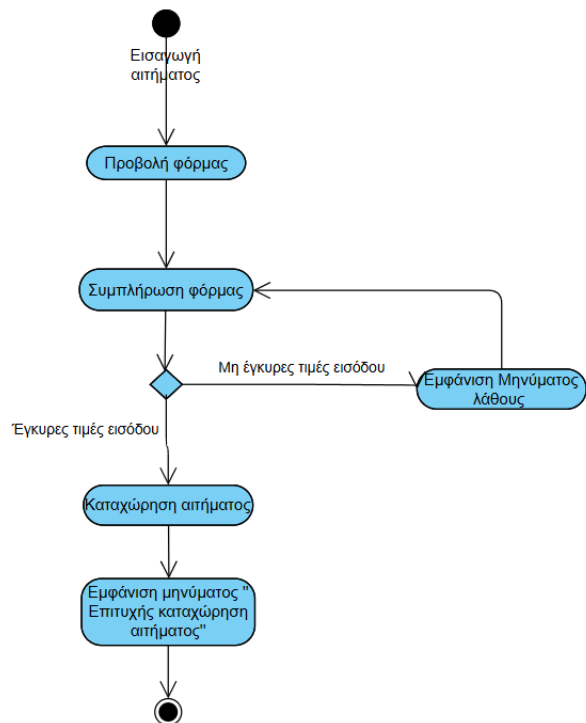 Εισαγωγή
αιτήματος
Προβολή φόρμας
Συμπλήρωση φόρμας
Μη έγκυρες τιμές εισόδου
Εμφάνιση Μηνύματος
λάθους
Έγκυρες τιμές εισόδου
Καταχώρηση αιτήματος
Εμφάνιση μηνύματος "
Επιτυχής καταχώρηση
αιτήματος"